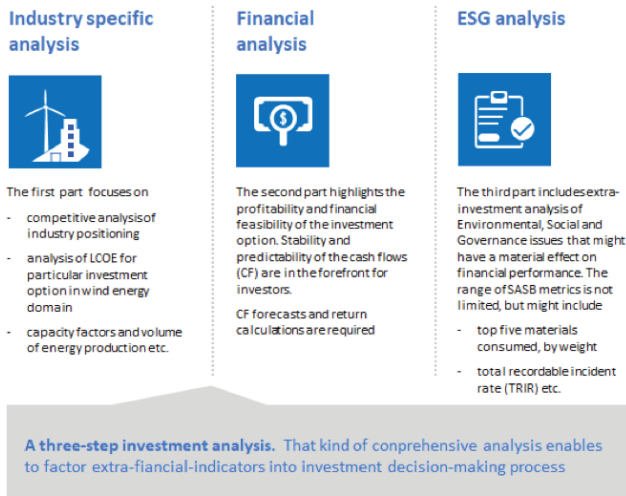 Industry specific
analysis
The first part focuses on
- competitive analysis of
industry positioning
- analysis of LCOE for
particular investment
option in wind energy
domain
- capacity factors and volume
of energy production etc.
Financial
analysis
$
The second part highlights the
profitability and financial
feasibility of the investment
option. Stability and
predictability of the cash flows
(CF) are in the forefront for
investors.
CF forecasts and return
calculations are required
ESG analysis
The third part includes extra-
investment analysis of
Environmental, Social and
Governance issues that might
have a material effect on
financial performance. The
range of SASB metrics is not
limited, but might include
- top five materials
consumed, by weight
- total recordable incident
rate (TRIR) etc.
A three-step investment analysis. That kind of conprehensive analysis enables
to factor extra-fiancial-indicators into investment decision-making process